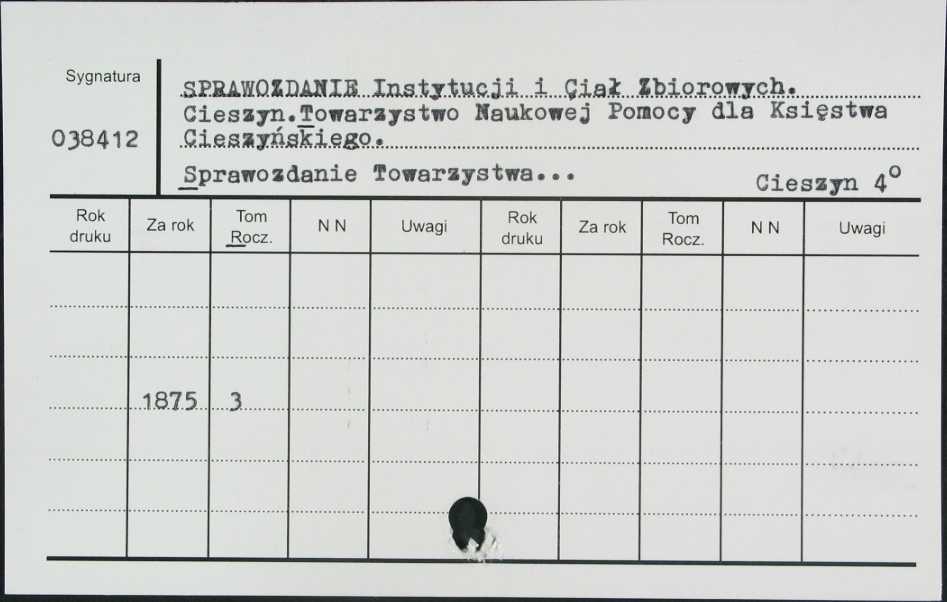 Sygnatura
038412
SPRAWOZDANIE Instytucji i Ciał Zbiorowych.
Cieszyn.Towarzystwo Naukowej Pomocy dla Księstwa
Cieszyńskiego.
Sprawozdanie Towarzystwa...
Cieszyn 4°
Rok druku Za rok Tom Rocz. N N Uwagi Rok druku Za rok Tom Rocz. N N Uwagi
1875 3